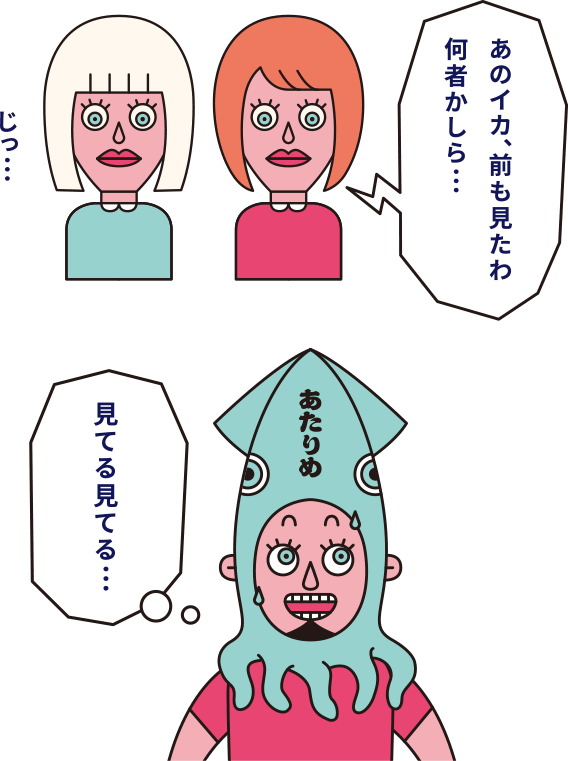 あのイカ、前も見たわ
何者かしら…
じっ…
見てる見てる…
あたりめ